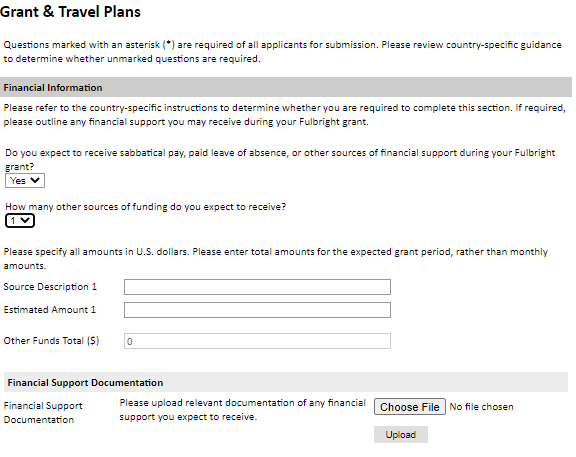 Grant & Travel Plans
Questions marked with an asterisk (*) are required of all applicants for submission. Please review country-specific guidance
to determine whether unmarked questions are required.
Financial Information
Please refer to the country-specific instructions to determine whether you are required to complete this section. If required,
please outline any financial support you may receive during your Fulbright grant.
Do you expect to receive sabbatical pay, paid leave of absence, or other sources of financial support during your Fulbright
grant?
Yes
How many other sources of funding do you expect to receive?
1
Please specify all amounts in U.S. dollars. Please enter total amounts for the expected grant period, rather than monthly
amounts.
Source Description 1
Estimated Amount 1
Other Funds Total ($) 0
Financial Support Documentation
Financial Support Please upload relevant documentation of any financial Choose File No file chosen
Documentation support you expect to receive.
Upload